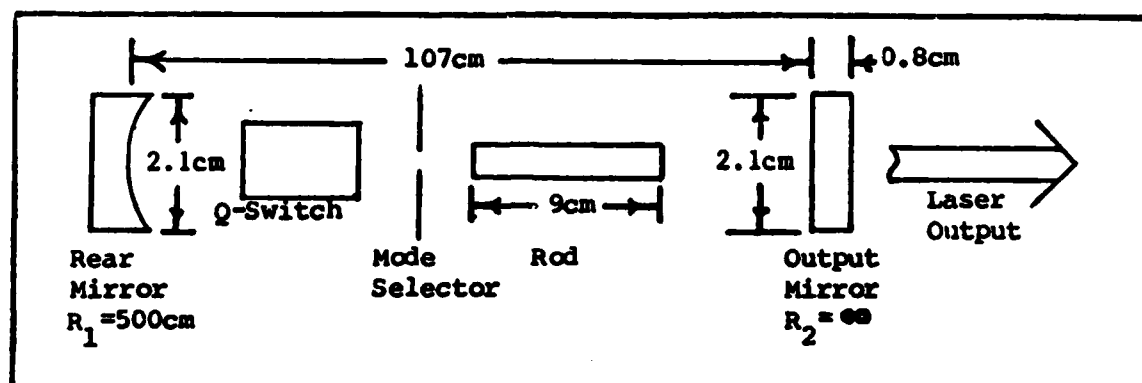 107cm
0.8cm
2.1cm
2.1cm
Q-Switch
9cm
Laser
Output
Rear
Mirror
R1=500cm
Mode
Selector
Rod
Output
Mirror
R2=∞